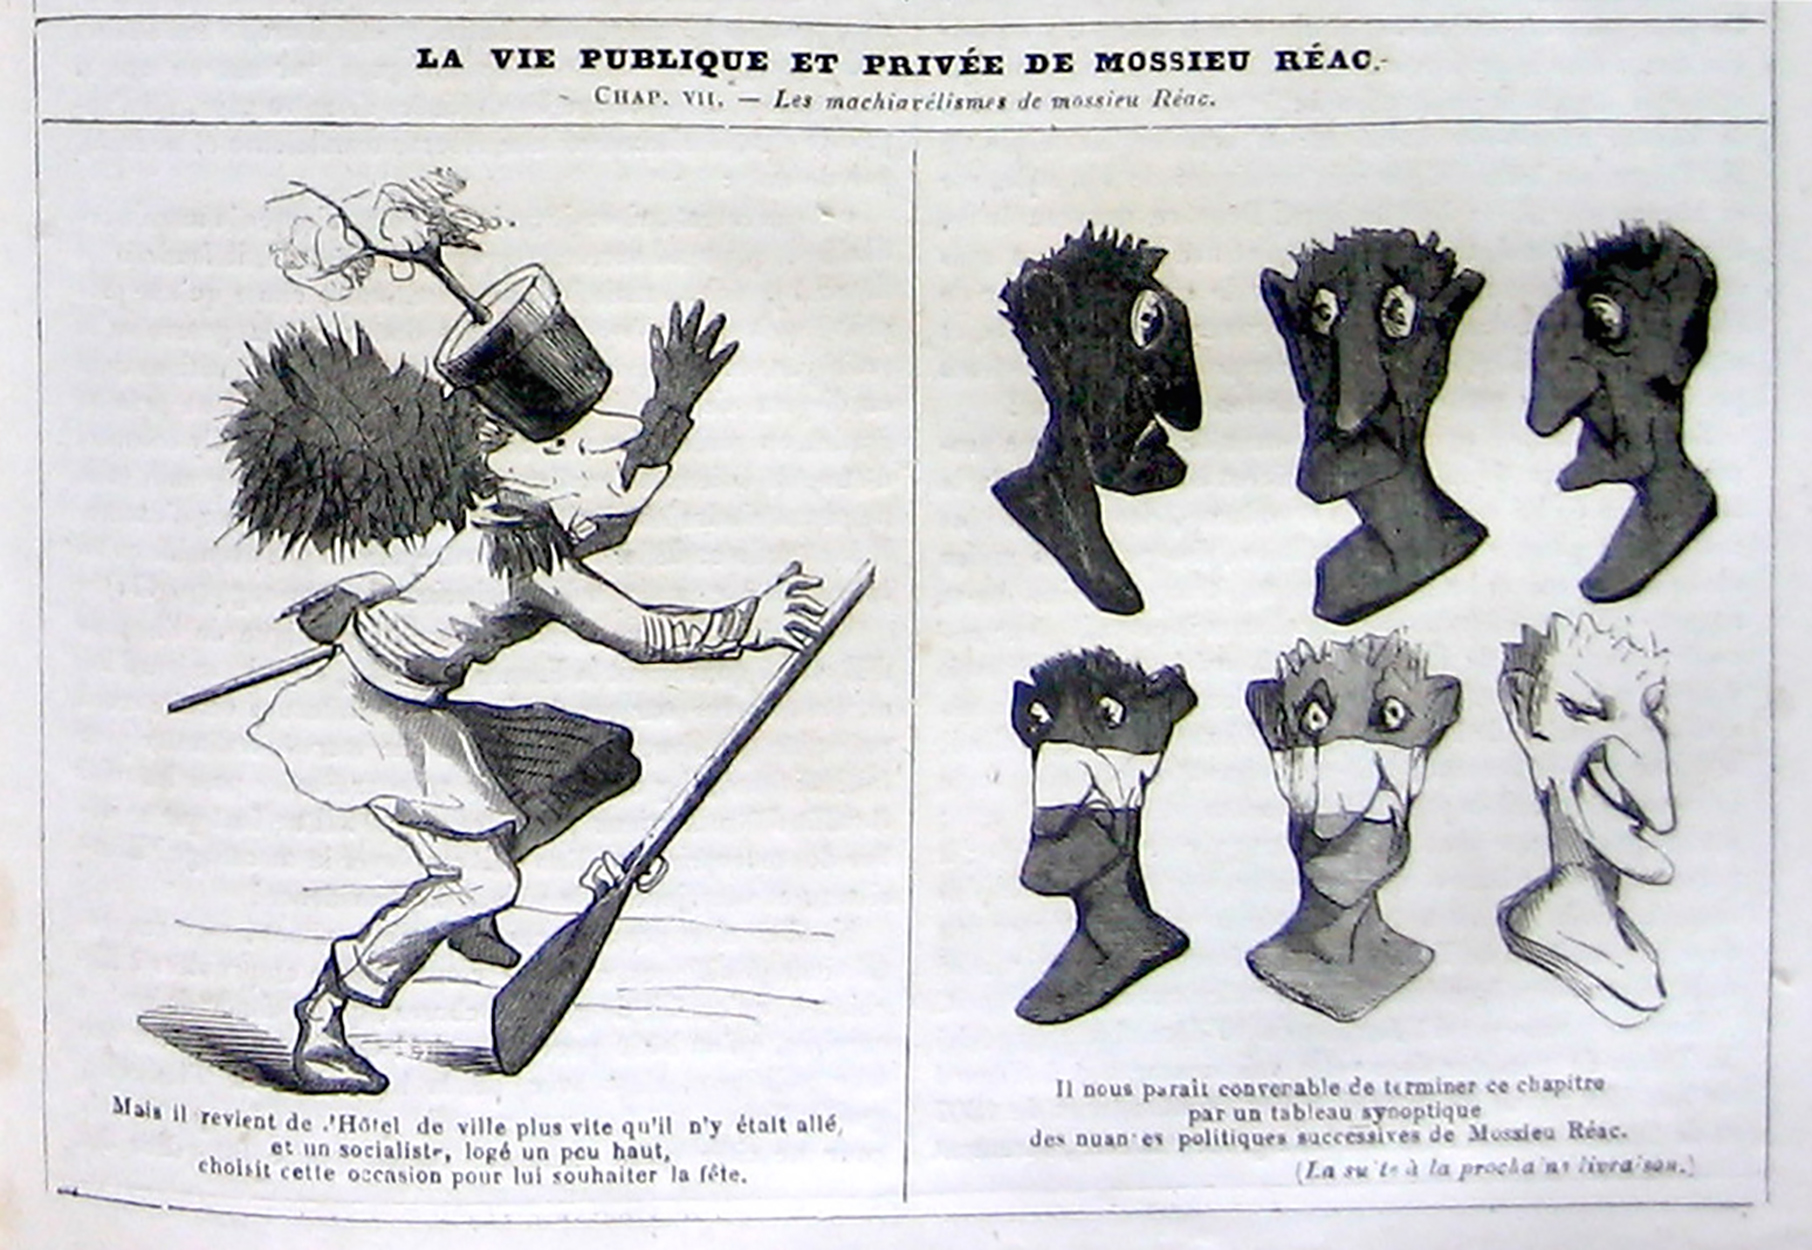 LA VIE PUBLIQUE ET PRIVÉE DE MOSSIEU RÉAC.
CHAP. VII. — Les machiavélismes de mossieu Réac.
Mais il revient de l'Hôtel de ville plus vite qu'il n'y était allé,
et un socialiste, logé un peu haut,
choisit cette occasion pour lui souhaiter la fête.
Il nous paraît convenable de terminer ce chapitre
par un tableau synoptique
des nuances politiques successives de Mossieu Réac.
(La suite à la prochaine livraison.)